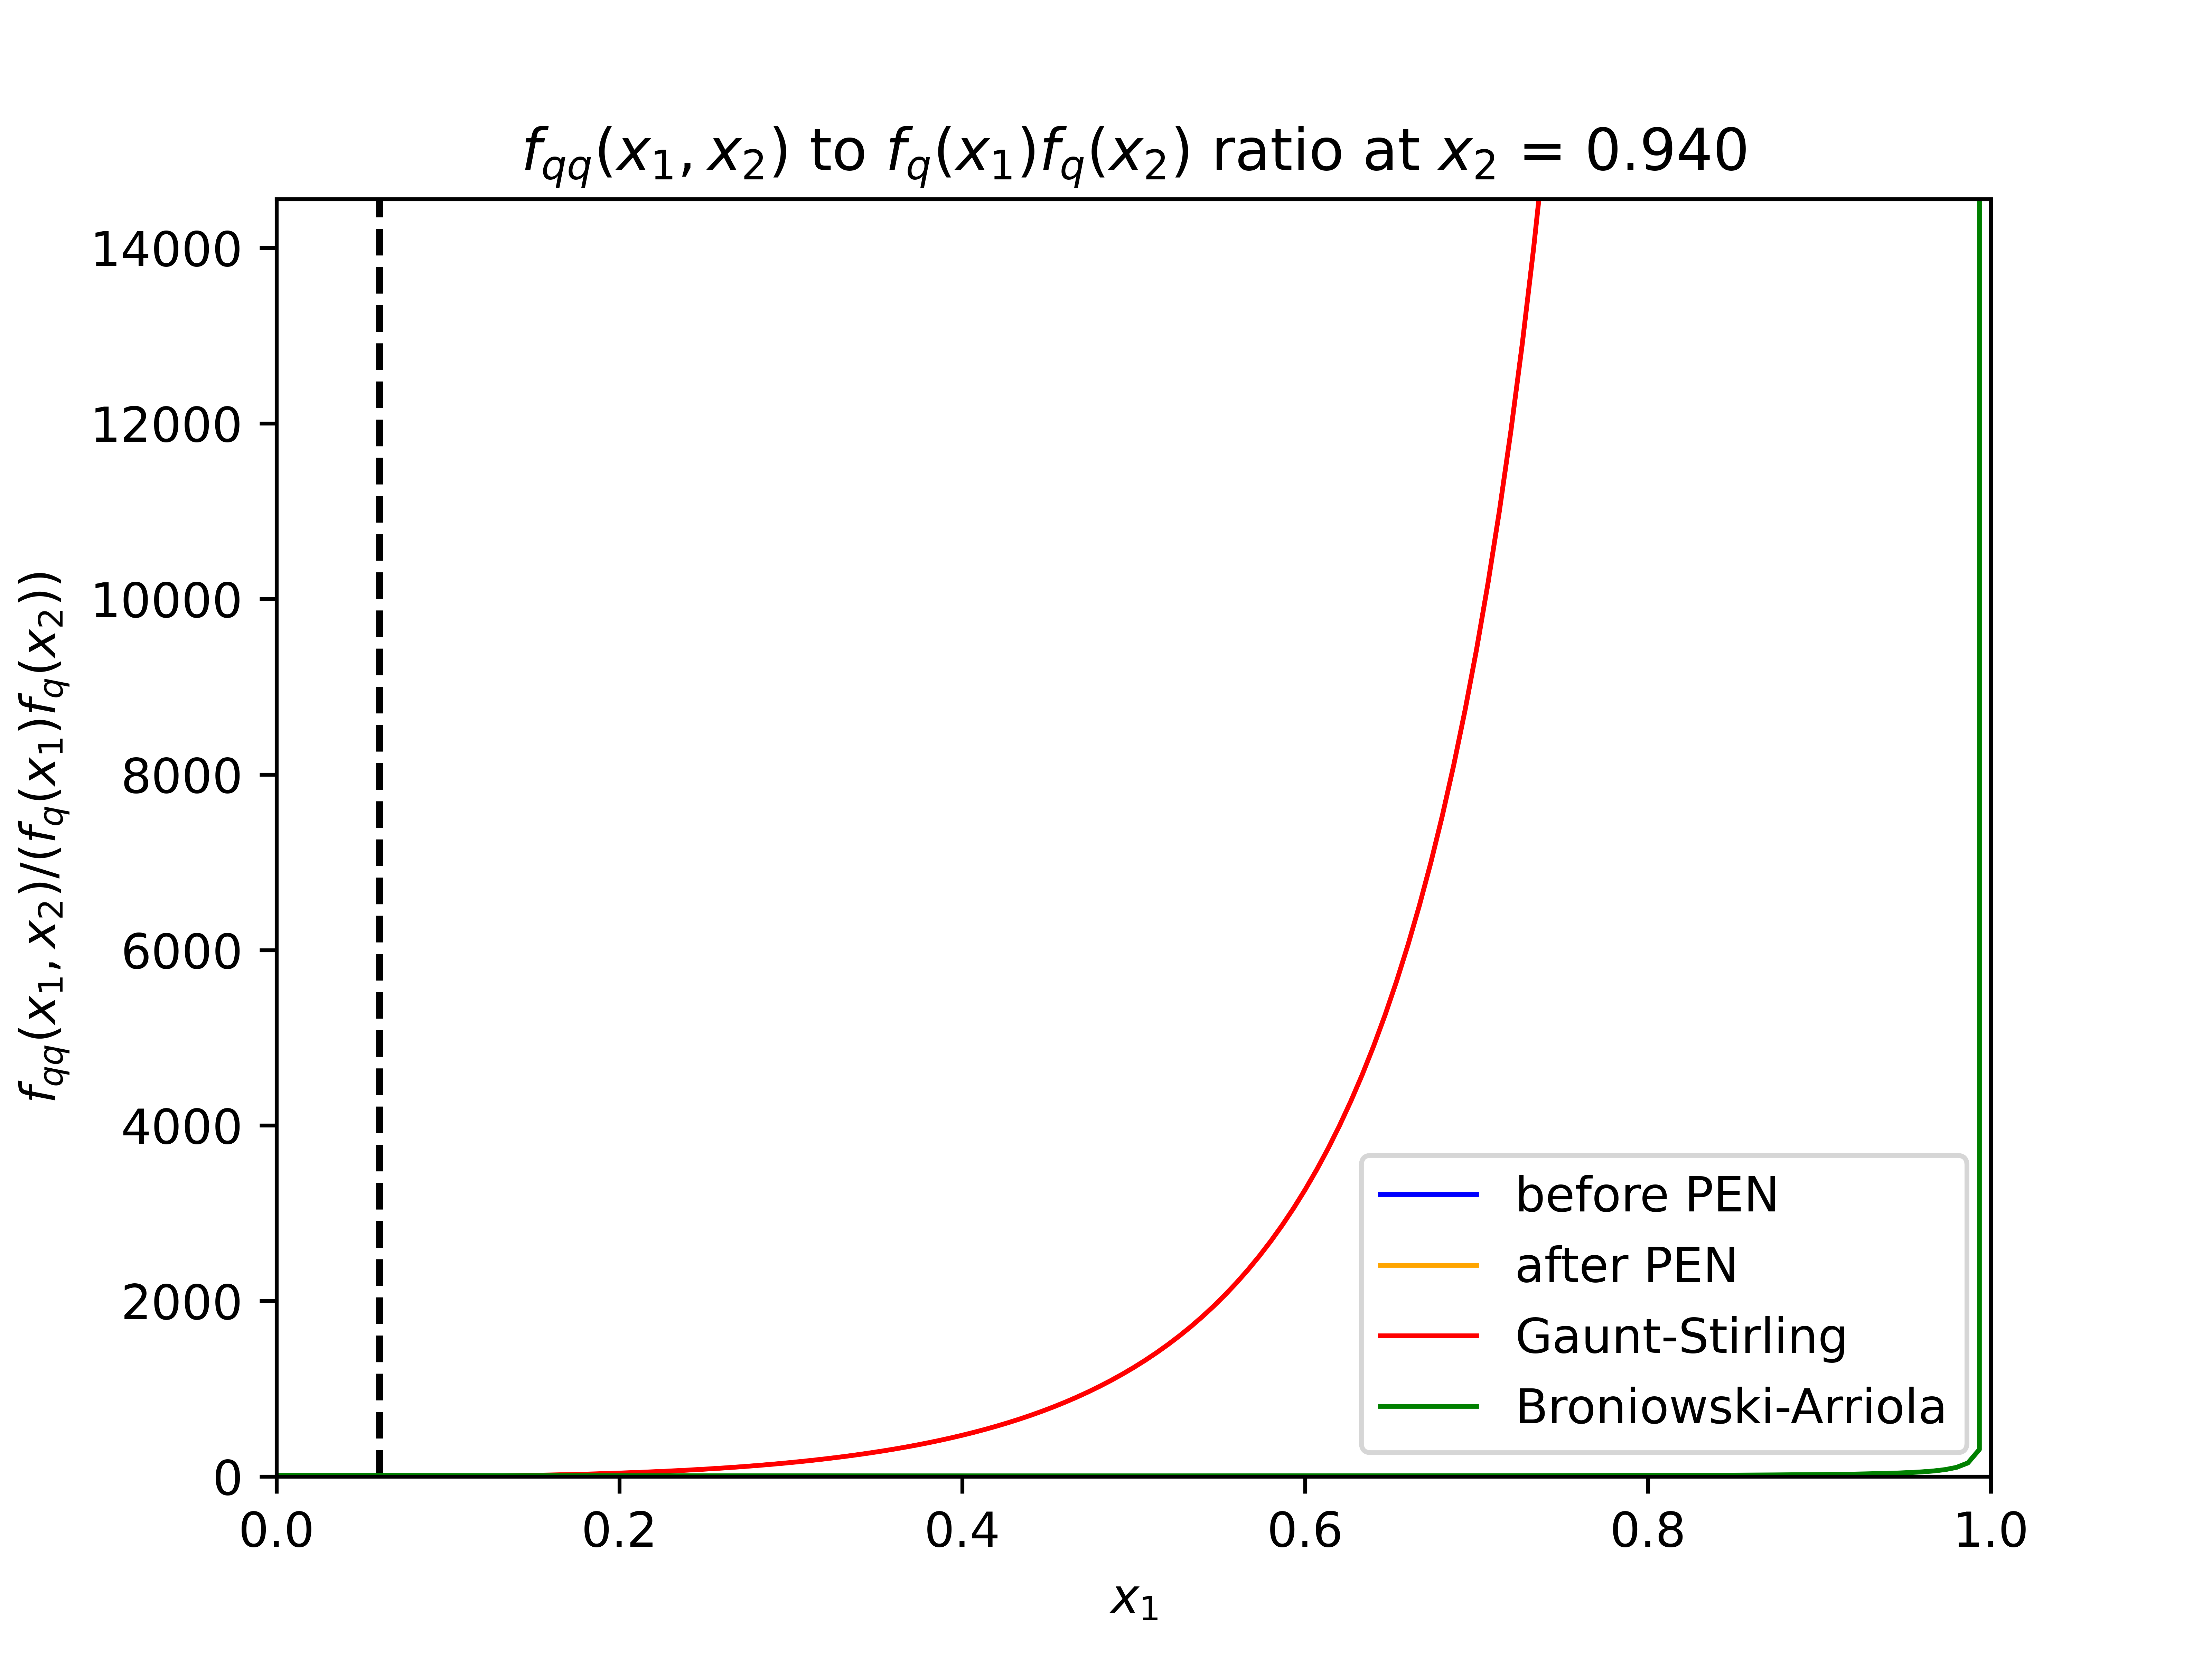 f_qq(x_1, x_2) to f_q(x_1)f_q(x_2) ratio at x_2 = 0.940
f_qq(x_1, x_2)/(f_q(x_1)f_q(x_2))
14000
12000
10000
8000
6000
4000
2000
0
before PEN
after PEN
Gaunt-Stirling
Broniowski-Arriola
0.0 0.2 0.4 0.6 0.8 1.0
x_1